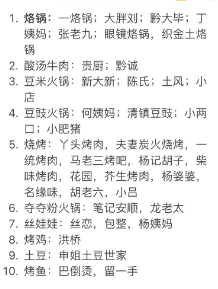 1. 烙锅：一烙锅；大胖刘；黔大毕；丁
姨妈；张老九；眼镜烙锅，织金土烙
锅
2. 酸汤牛肉：贵厨；黔诚
3. 豆米火锅：新大新；陈氏；土风；小
店
4. 豆豉火锅：何姨妈；清镇豆豉；小两
口；小肥猪
5. 烧烤：丫头烤肉，夫妻炭火烧烤，一
统烤肉，马老三烤吧，杨记胡子，柴
味烤肉，花园，芥生烤肉，杨婆婆，
名缘味，胡老六，小吕
6. 夺夺粉火锅：笔记安顺，龙老太
7. 丝娃娃：丝恋，包整，杨姨妈
8. 烤鸡：洪桥
9. 土豆：申姐土豆世家
10. 烤鱼：巴倒烫，留一手